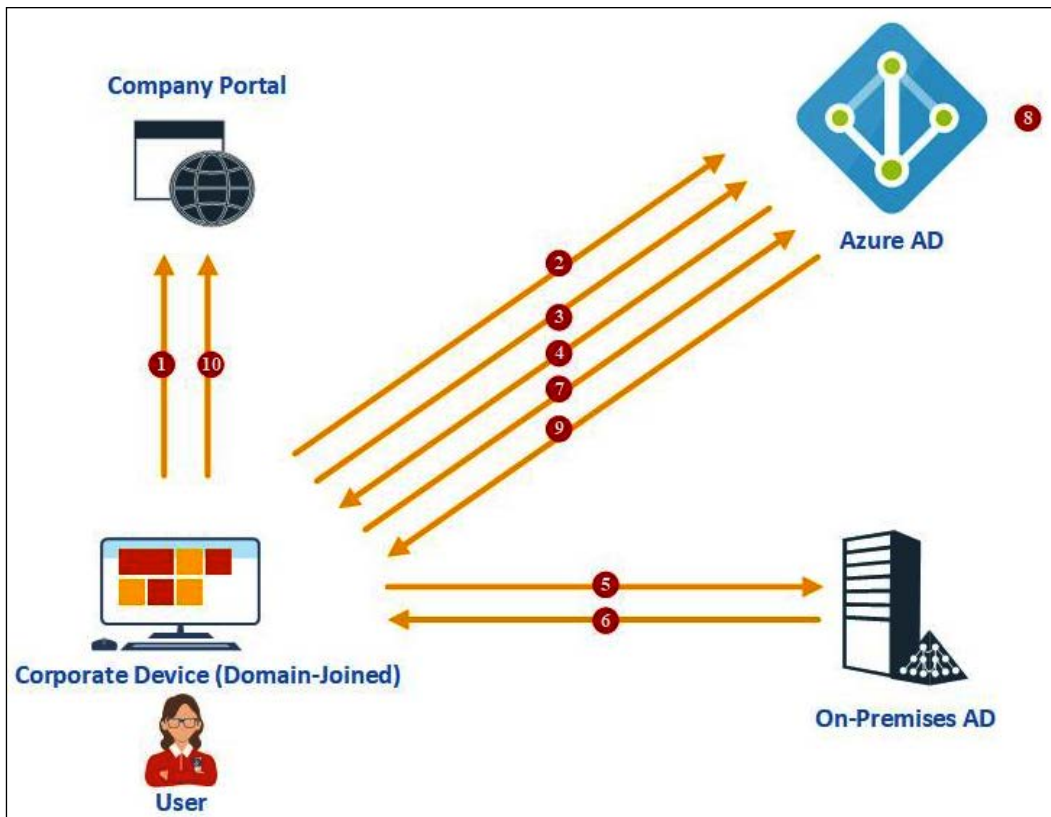 Company Portal
8
Azure AD
2
3
1
10
4
7
9
5
6
Corporate Device (Domain-Joined)
On-Premises AD
User